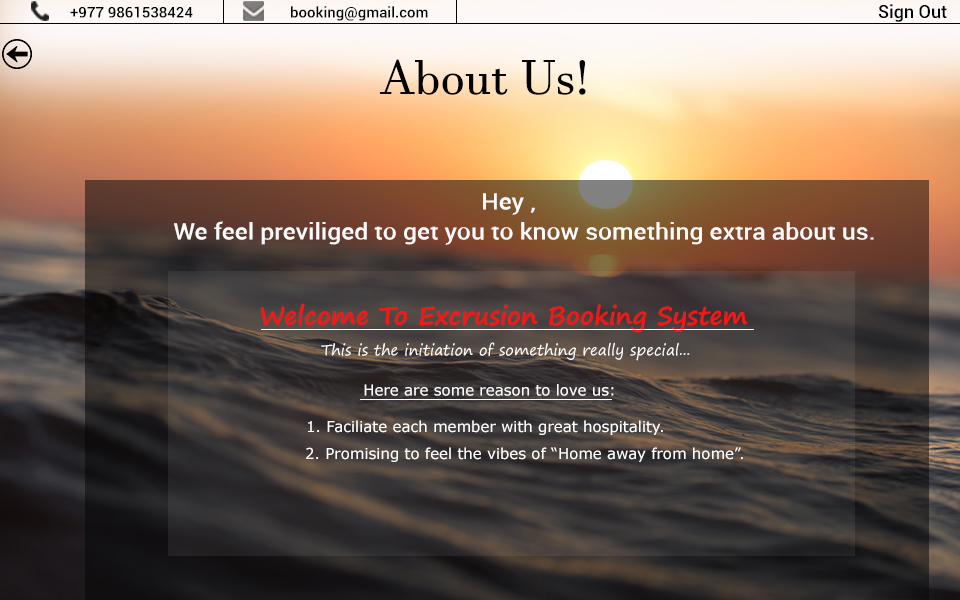 +977 9861538424 booking@gmail.com Sign Out
About Us!
Hey ,
We feel previliged to get you to know something extra about us.
Welcome To Excrusion Booking System
This is the initiation of something really special...
Here are some reason to love us:
1. Faciliate each member with great hospitality.
2. Promising to feel the vibes of “Home away from home”.